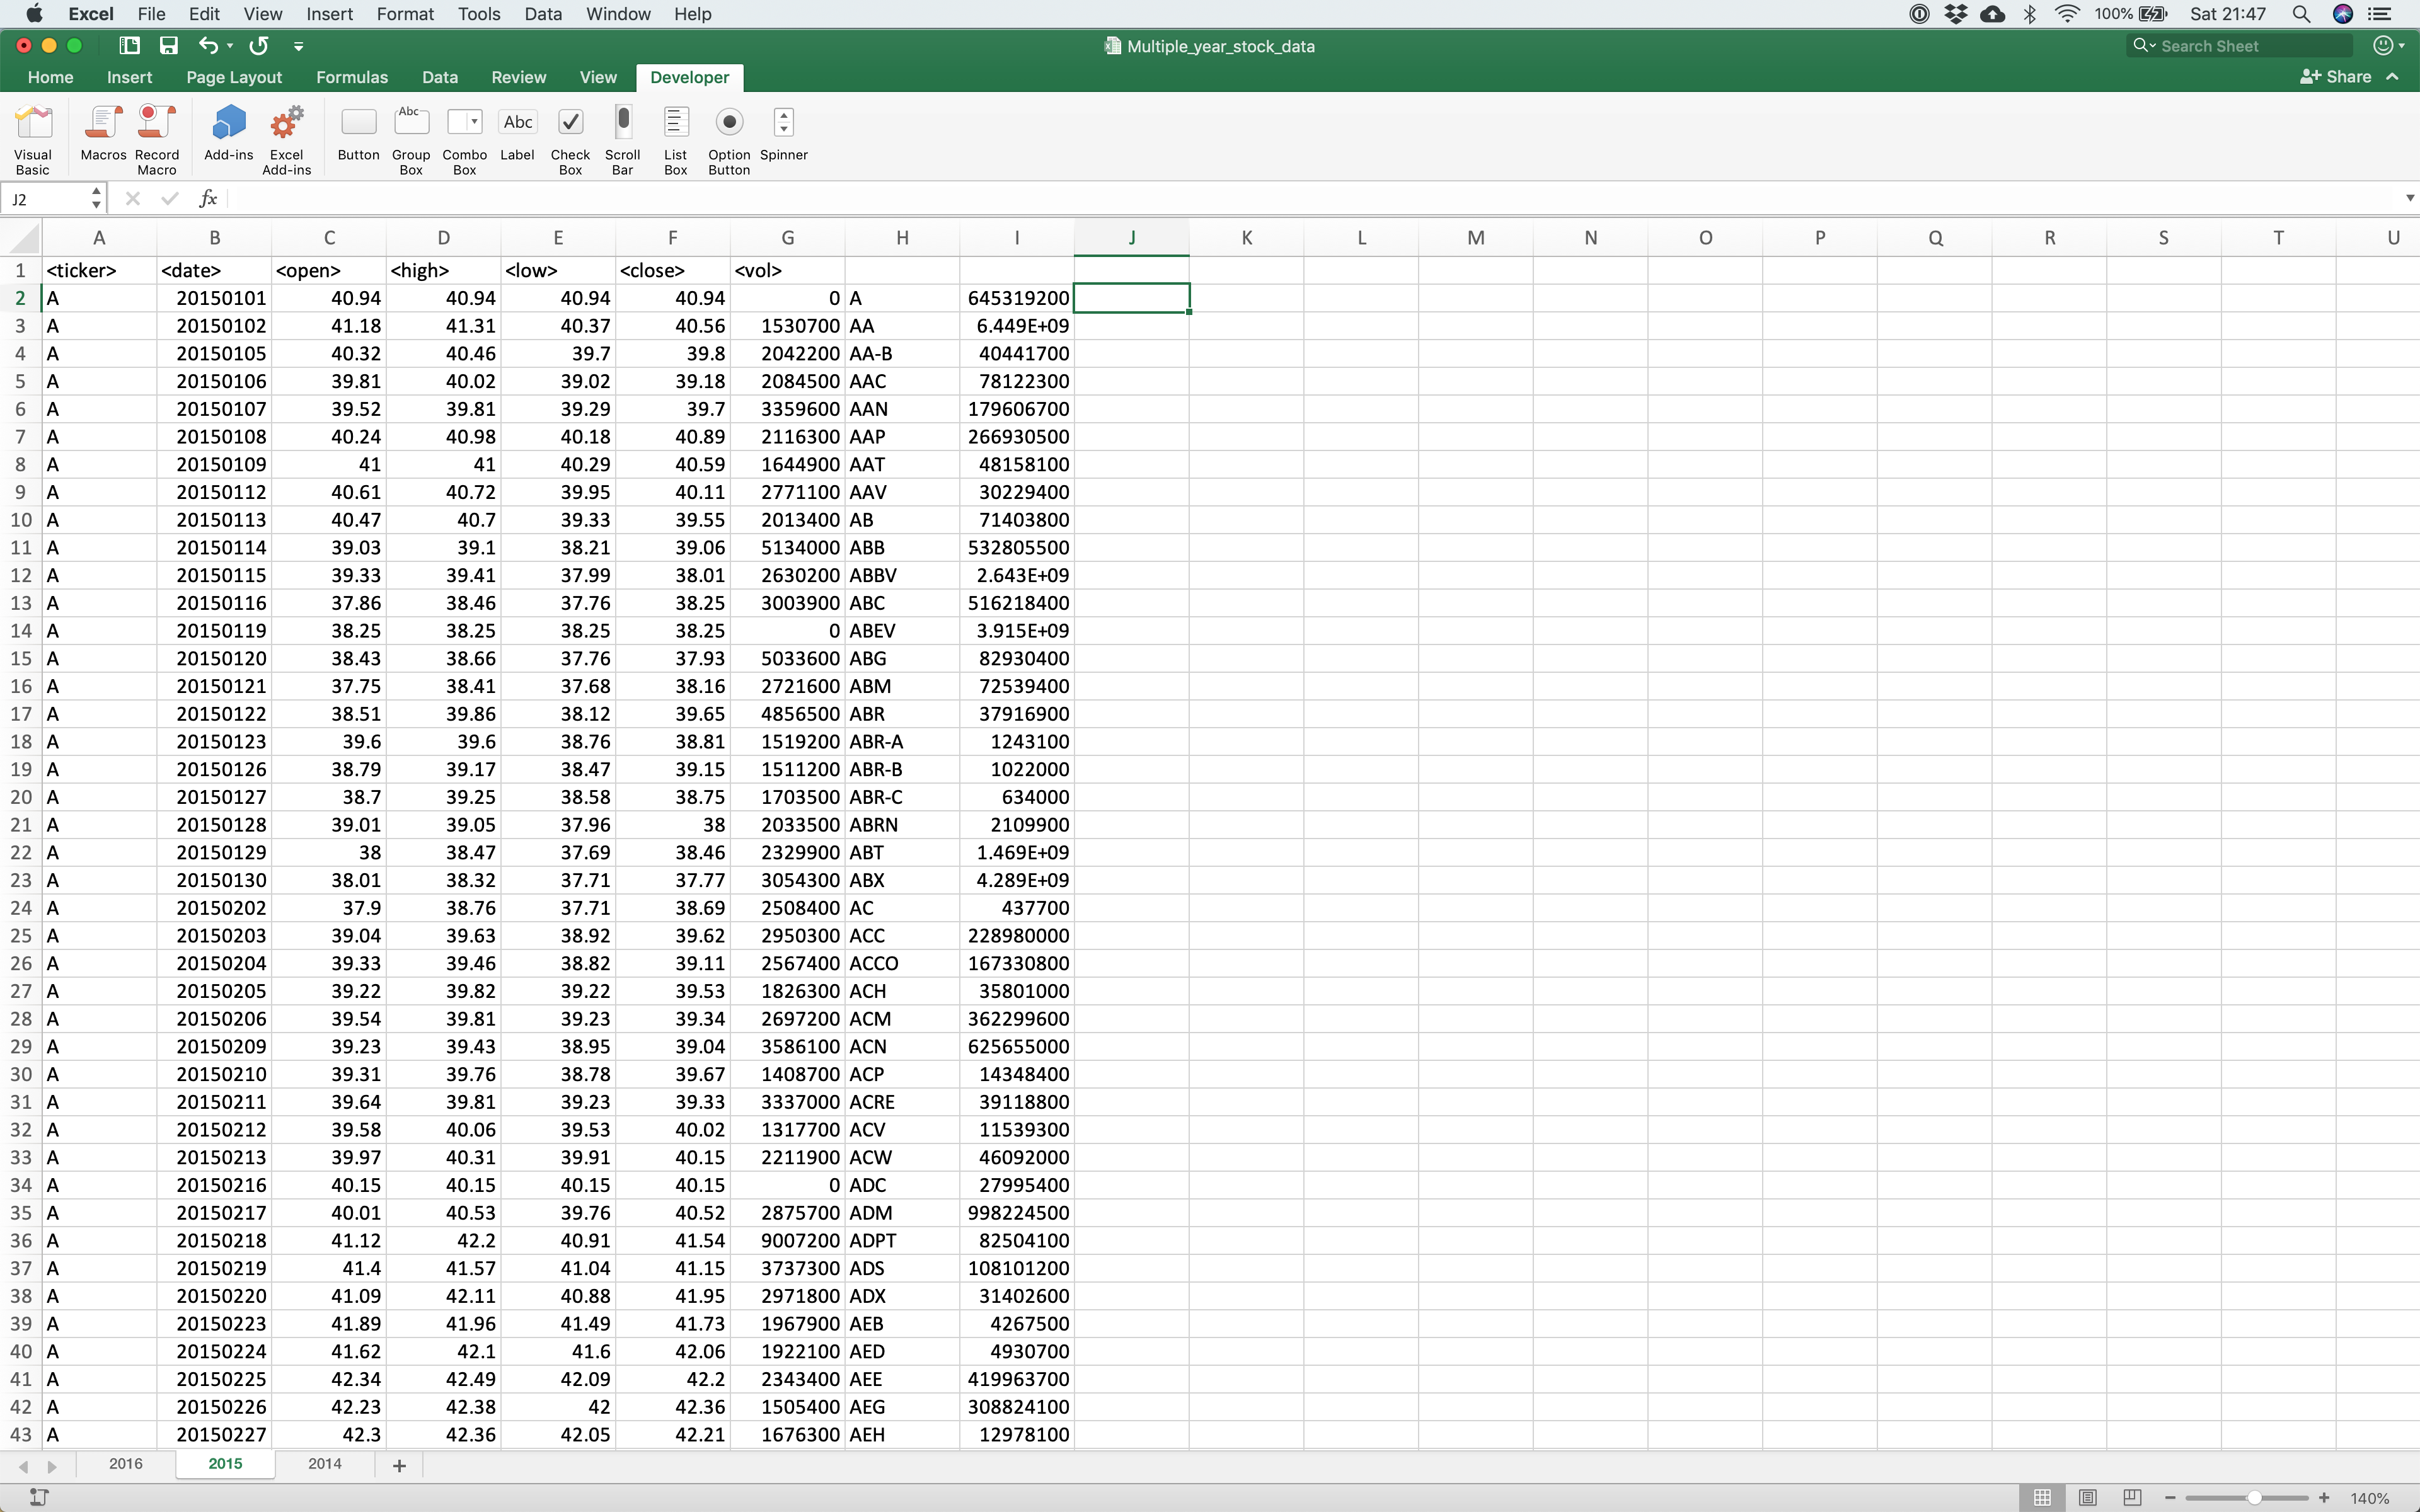 Excel File Edit View Insert Format Tools Data Window Help 100% Sat 21:47
Multiple_year_stock_data Search Sheet
Home Insert Page Layout Formulas Data Review View Developer Share
Abc Abc
Visual Basic Macros Record Macro Add-ins Excel Add-ins Button Group Box Combo Box Label Check Box Scroll Bar List Box Option Button Spinner
J2 fx
A B C D E F G H I J K L M N O P Q R S T U
1 <ticker> <date> <open> <high> <low> <close> <vol>
2 A 20150101 40.94 40.94 40.94 40.94 0 A 645319200
3 A 20150102 41.18 41.31 40.37 40.56 1530700 AA 6.449E+09
4 A 20150105 40.32 40.46 39.7 39.8 2042200 AA-B 40441700
5 A 20150106 39.81 40.02 39.02 39.18 2084500 AAC 78122300
6 A 20150107 39.52 39.81 39.29 39.7 3359600 AAN 179606700
7 A 20150108 40.24 40.98 40.18 40.89 2116300 AAP 266930500
8 A 20150109 41 41 40.29 40.59 1644900 AAT 48158100
9 A 20150112 40.61 40.72 39.95 40.11 2771100 AAV 30229400
10 A 20150113 40.47 40.7 39.33 39.55 2013400 AB 71403800
11 A 20150114 39.03 39.1 38.21 39.06 5134000 ABB 532805500
12 A 20150115 39.33 39.41 37.99 38.01 2630200 ABBV 2.643E+09
13 A 20150116 37.86 38.46 37.76 38.25 3003900 ABC 516218400
14 A 20150119 38.25 38.25 38.25 38.25 0 ABEV 3.915E+09
15 A 20150120 38.43 38.66 37.76 37.93 5033600 ABG 82930400
16 A 20150121 37.75 38.41 37.68 38.16 2721600 ABM 72539400
17 A 20150122 38.51 39.86 38.12 39.65 4856500 ABR 37916900
18 A 20150123 39.6 39.6 38.76 38.81 1519200 ABR-A 1243100
19 A 20150126 38.79 39.17 38.47 39.15 1511200 ABR-B 1022000
20 A 20150127 38.7 39.25 38.58 38.75 1703500 ABR-C 634000
21 A 20150128 39.01 39.05 37.96 38 2033500 ABRN 2109900
22 A 20150129 38 38.47 37.69 38.46 2329900 ABT 1.469E+09
23 A 20150130 38.01 38.32 37.71 37.77 3054300 ABX 4.289E+09
24 A 20150202 37.9 38.76 37.71 38.69 2508400 AC 437700
25 A 20150203 39.04 39.63 38.92 39.62 2950300 ACC 228980000
26 A 20150204 39.33 39.46 38.82 39.11 2567400 ACCO 167330800
27 A 20150205 39.22 39.82 39.22 39.53 1826300 ACH 35801000
28 A 20150206 39.54 39.81 39.23 39.34 2697200 ACM 362299600
29 A 20150209 39.23 39.43 38.95 39.04 3586100 ACN 625655000
30 A 20150210 39.31 39.76 38.78 39.67 1408700 ACP 14348400
31 A 20150211 39.64 39.81 39.23 39.33 3337000 ACRE 39118800
32 A 20150212 39.58 40.06 39.53 40.02 1317700 ACV 11539300
33 A 20150213 39.97 40.31 39.91 40.15 2211900 ACW 46092000
34 A 20150216 40.15 40.15 40.15 40.15 0 ADC 27995400
35 A 20150217 40.01 40.53 39.76 40.52 2875700 ADM 998224500
36 A 20150218 41.12 42.2 40.91 41.54 9007200 ADPT 82504100
37 A 20150219 41.4 41.57 41.04 41.15 3737300 ADS 108101200
38 A 20150220 41.09 42.11 40.88 41.95 2971800 ADX 31402600
39 A 20150223 41.89 41.96 41.49 41.73 1967900 AEB 4267500
40 A 20150224 41.62 42.1 41.6 42.06 1922100 AED 4930700
41 A 20150225 42.34 42.49 42.09 42.2 2343400 AEE 419963700
42 A 20150226 42.23 42.38 42 42.36 1505400 AEG 308824100
43 A 20150227 42.3 42.36 42.05 42.21 1676300 AEH 12978100
2016 2015 2014 +
140%